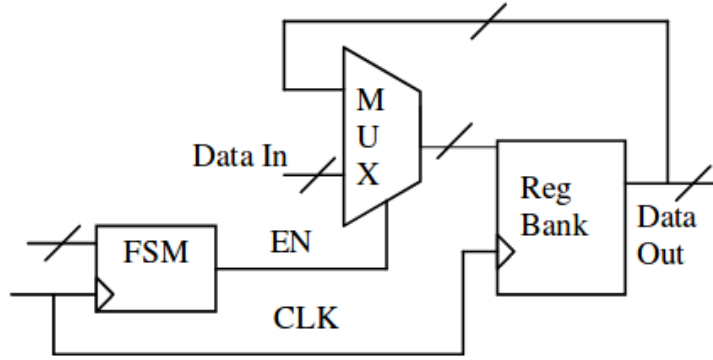 M
U
X
Data In
Reg
Bank
Data
Out
FSM
EN
CLK